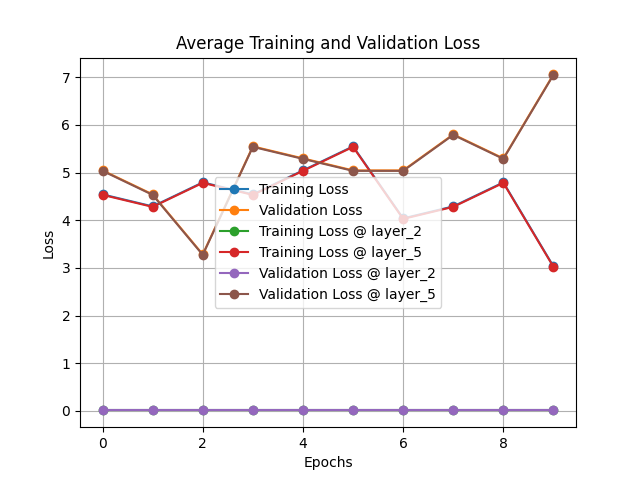 Average Training and Validation Loss
7
6
5
4
3
2
1
0
Loss
Training Loss
Validation Loss
Training Loss @ layer_2
Training Loss @ layer_5
Validation Loss @ layer_2
Validation Loss @ layer_5
0 2 4 6 8
Epochs